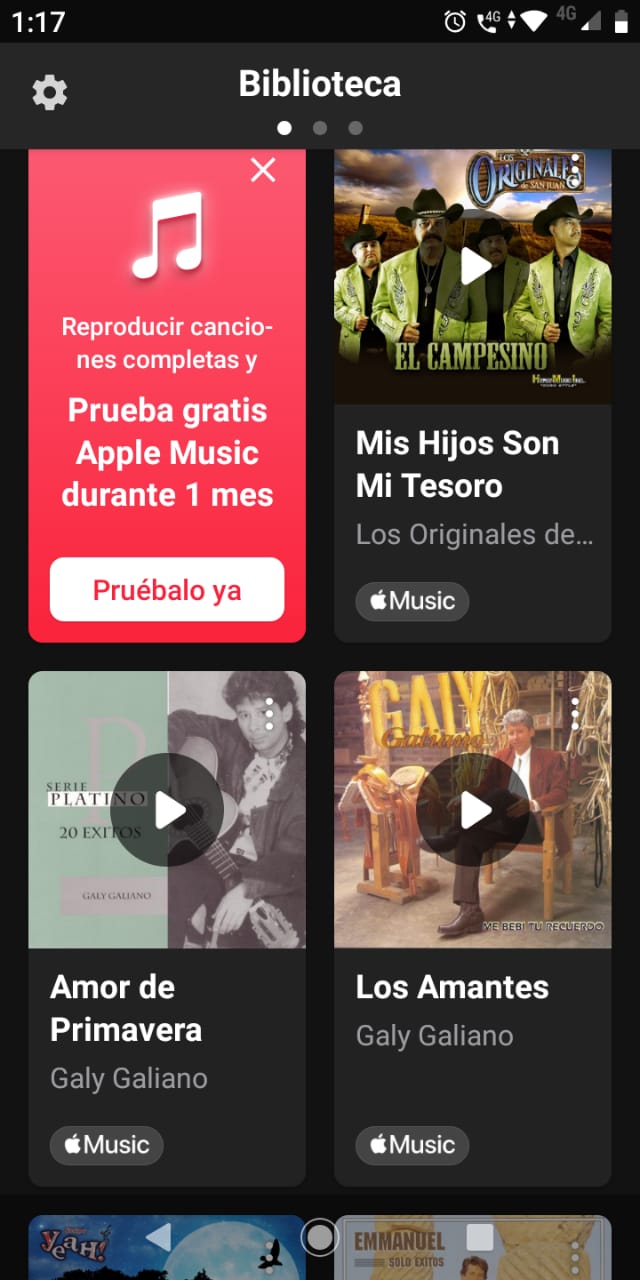 1:17
4G
4G
Biblioteca
Reproducir cancio-
nes completas y
Prueba gratis
Apple Music
durante 1 mes
Pruébalo ya
LOS
ORIGINALES
de SAN JUAN
EL CAMPESINO
Mis Hijos Son
Mi Tesoro
Los Originales de…
Music
SERIE
PLATINO
20 EXITOS
GALY GALIANO
Amor de
Primavera
Galy Galiano
Music
GALY
Galiano
ME BEBI TU RECUERDO
Los Amantes
Galy Galiano
Music
Yeah!
EMMANUEL
SOLO EXITOS